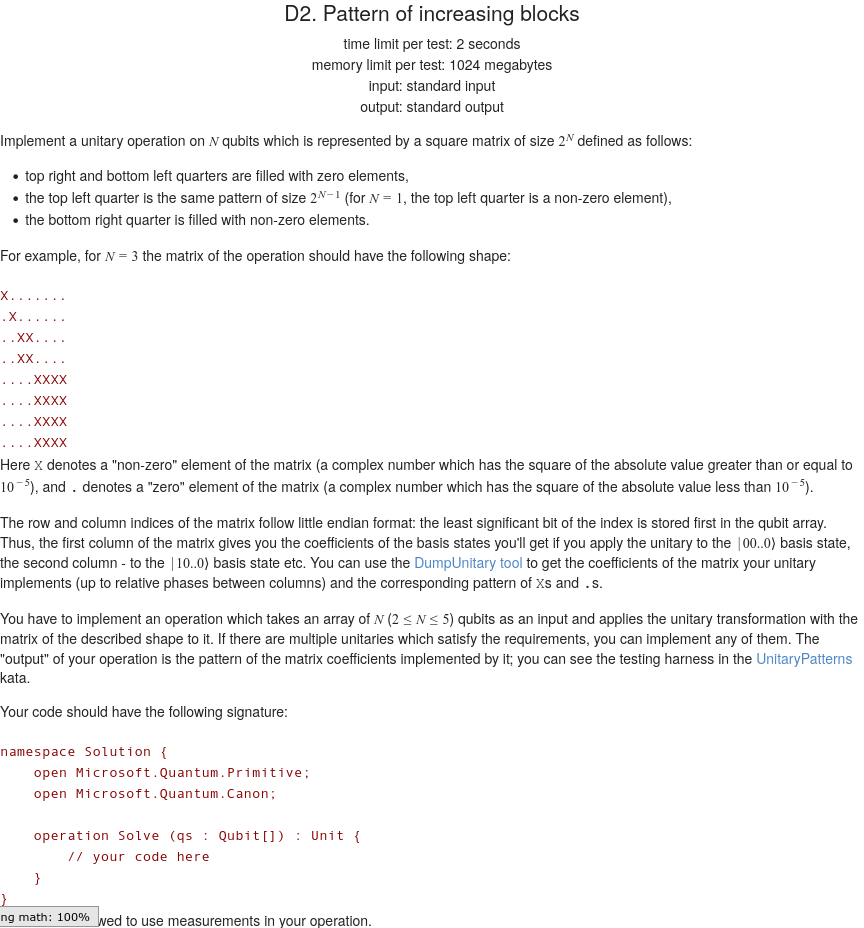 D2. Pattern of increasing blocks
time limit per test: 2 seconds
memory limit per test: 1024 megabytes
input: standard input
output: standard output
Implement a unitary operation on N qubits which is represented by a square matrix of size 2^N defined as follows:
• top right and bottom left quarters are filled with zero elements,
• the top left quarter is the same pattern of size 2^{N−1} (for N = 1, the top left quarter is a non-zero element),
• the bottom right quarter is filled with non-zero elements.
For example, for N = 3 the matrix of the operation should have the following shape:
X.......
.X......
..XX....
..XX....
....XXXX
....XXXX
....XXXX
....XXXX
Here X denotes a "non-zero" element of the matrix (a complex number which has the square of the absolute value greater than or equal to
10^{−5}), and . denotes a "zero" element of the matrix (a complex number which has the square of the absolute value less than 10^{−5}).
The row and column indices of the matrix follow little endian format: the least significant bit of the index is stored first in the qubit array.
Thus, the first column of the matrix gives you the coefficients of the basis states you'll get if you apply the unitary to the |00..0⟩ basis state,
the second column - to the |10..0⟩ basis state etc. You can use the DumpUnitary tool to get the coefficients of the matrix your unitary
implements (up to relative phases between columns) and the corresponding pattern of Xs and .s.
You have to implement an operation which takes an array of N (2 ≤ N ≤ 5) qubits as an input and applies the unitary transformation with the
matrix of the described shape to it. If there are multiple unitaries which satisfy the requirements, you can implement any of them. The
"output" of your operation is the pattern of the matrix coefficients implemented by it; you can see the testing harness in the UnitaryPatterns
kata.
Your code should have the following signature:
namespace Solution {
    open Microsoft.Quantum.Primitive;
    open Microsoft.Quantum.Canon;
    operation Solve (qs : Qubit[]) : Unit {
        // your code here
    }
}
ng math: 100%
wed to use measurements in your operation.